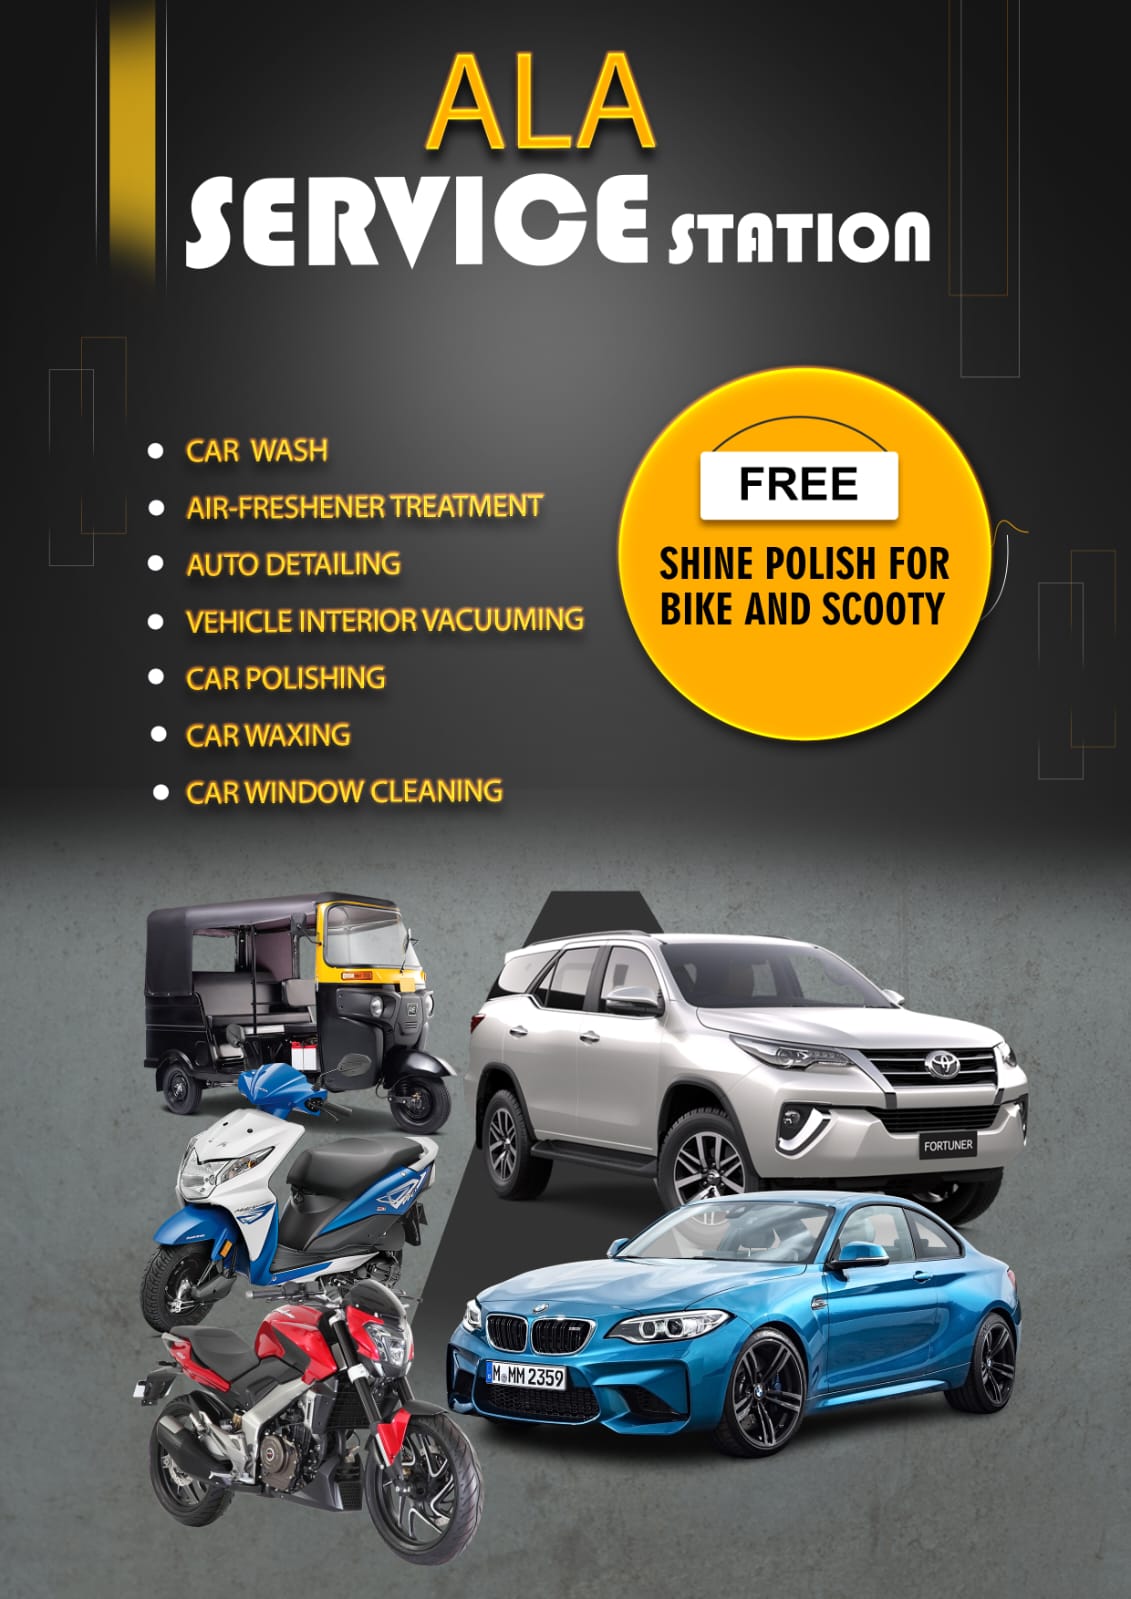 ALA
SERVICE STATION
CAR WASH
AIR-FRESHENER TREATMENT
AUTO DETAILING
VEHICLE INTERIOR VACUUMING
CAR POLISHING
CAR WAXING
CAR WINDOW CLEANING
FREE
SHINE POLISH FOR
BIKE AND SCOOTY
FORTUNER
M MM 2359